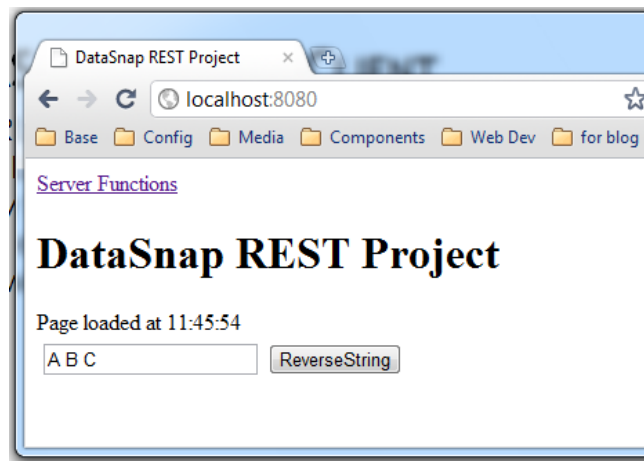 DataSnap REST Project
localhost:8080
Base Config Media Components Web Dev for blog
Server Functions
DataSnap REST Project
Page loaded at 11:45:54
A B C ReverseString